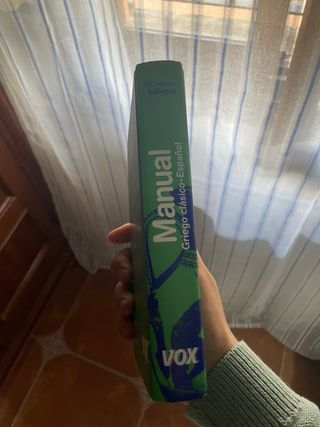 Diccionario
bilingüe
Manual
Griego clásico-Español
VOX